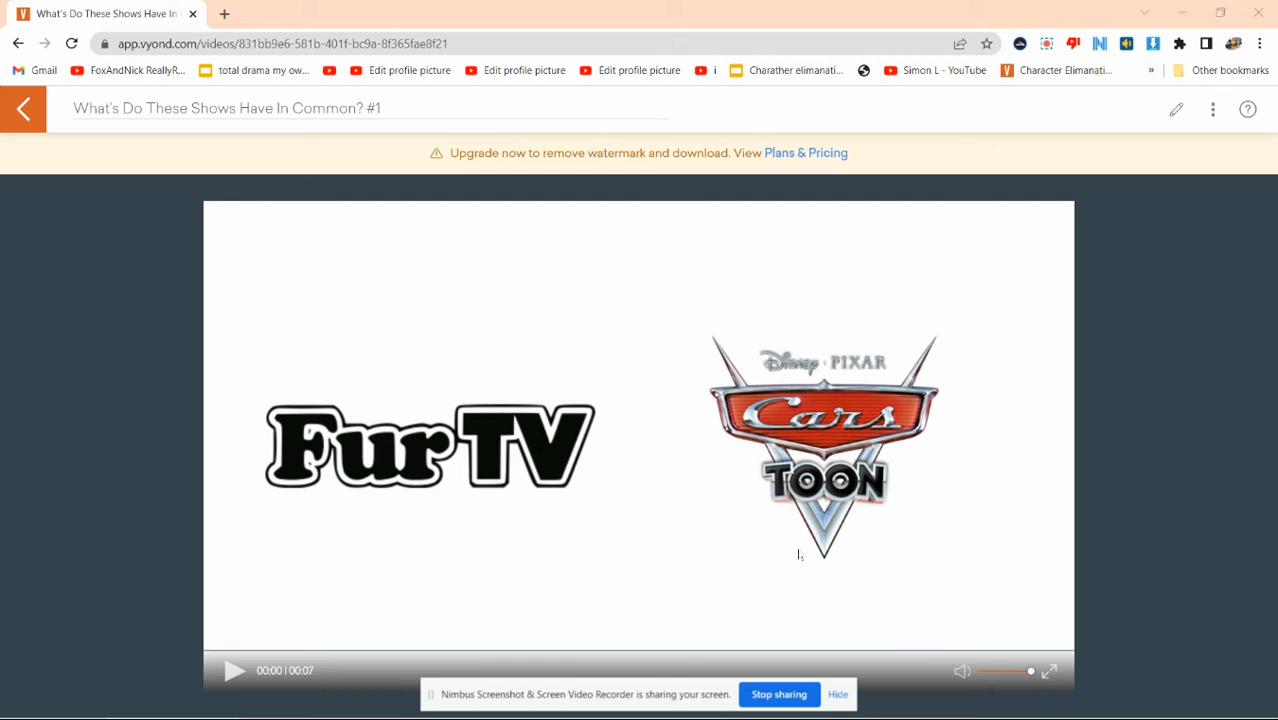 What's Do These Shows Have In
app.vyond.com/videos/831bb9e6-581b-401f-bc9a-8f365fae8f21
Gmail FoxAndNick ReallyR... total drama my ow... Edit profile picture Edit profile picture Edit profile picture i Charather elimanati... Simon L - YouTube Character Elimanati... » Other bookmarks
What's Do These Shows Have In Common? #1
Upgrade now to remove watermark and download. View Plans & Pricing
Disney · PIXAR
Cars
Fur TV
TOON
00:00 | 00:07
Nimbus Screenshot & Screen Video Recorder is sharing your screen. Stop sharing Hide